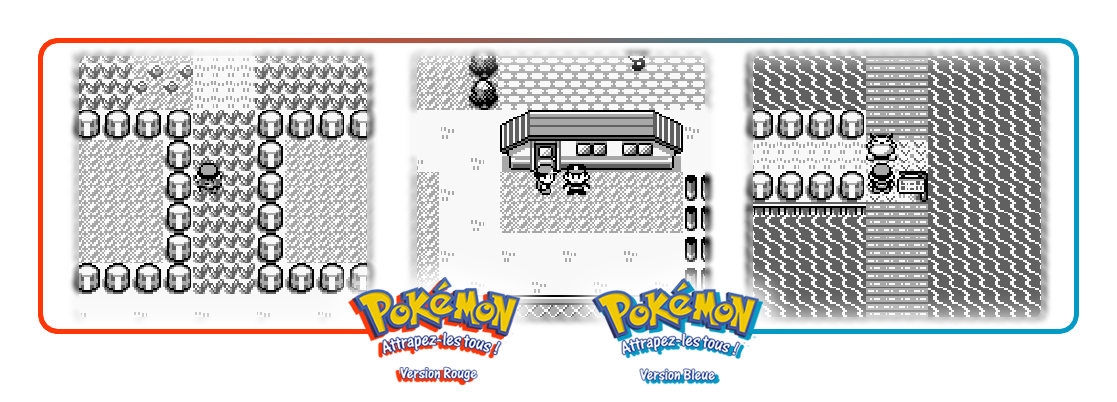 POKéMON
Attrapez-les tous !
Version Rouge
POKéMON
Attrapez-les tous !
Version Bleue